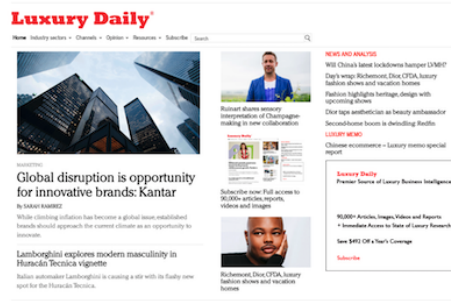 Luxury Daily
Home Industry sectors Channels Opinion Resources Subscribe Search
MARKETING
Global disruption is opportunity
for innovative brands: Kantar
By SARAH RAMIREZ
While climbing inflation has become a global issue, established
brands should approach the current climate as an opportunity to
innovate.
Lamborghini explores modern masculinity in
Huracán Tecnica vignette
Italian automaker Lamborghini is causing a stir with its flashy new
spot for the Huracán Tecnica.
Ruinart shares sensory
interpretation of Champagne-
making in new collaboration
Luxury Daily
Subscribe now: Full access to
90,000+ articles, reports,
videos and images
Richemont, Dior, CFDA, luxury
fashion shows and vacation
homes
NEWS AND ANALYSIS
Will China's latest lockdowns hamper LVMH?
Day's wrap: Richemont, Dior, CFDA, luxury
fashion shows and vacation homes
Fashion highlights heritage, design with
upcoming shows
Dior taps aesthetician as beauty ambassador
Second-home boom is dwindling: Redfin
LUXURY MEMO
Chinese ecommerce – Luxury memo special
report
Luxury Daily
Premier Source of Luxury Business Intelligence
90,000+ Articles, Images, Videos and Reports
+ Immediate Access to State of Luxury Research
Save $492 Off a Year's Coverage
Subscribe